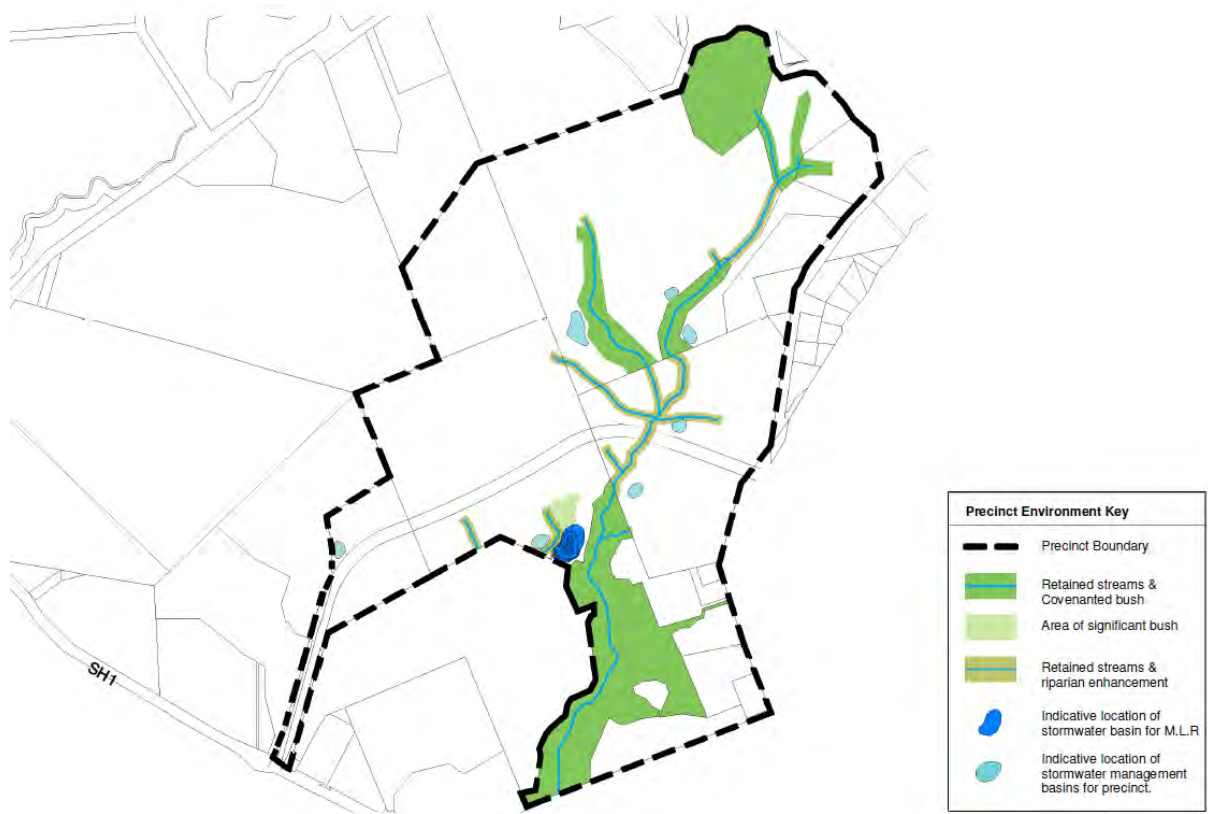 SH1
Precinct Environment Key
Precinct Boundary
Retained streams &
Covenanted bush
Area of significant bush
Retained streams &
riparian enhancement
Indicative location of
stormwater basin for M.L.R
Indicative location of
stormwater management
basins for precinct.